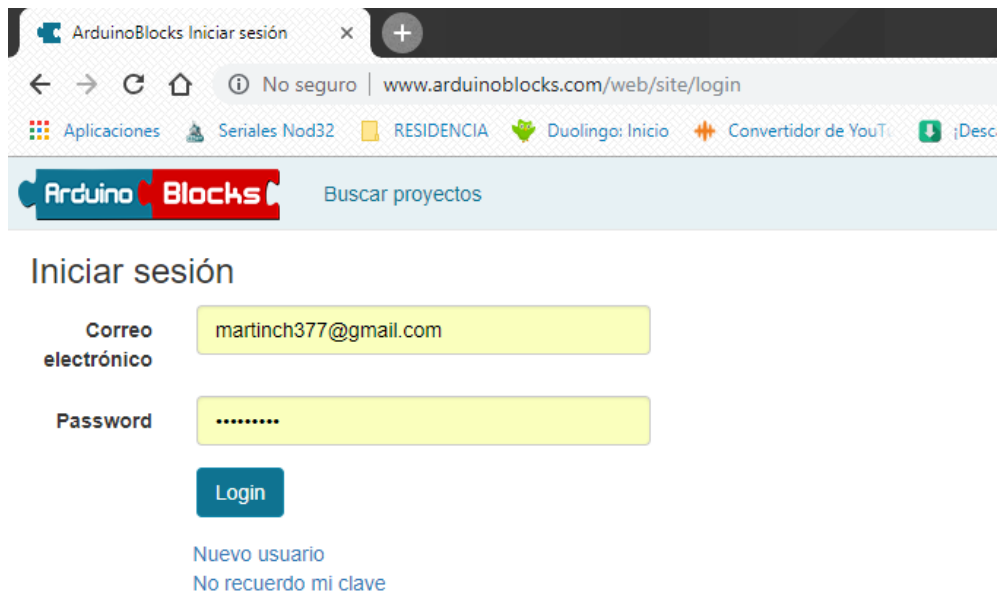 ArduinoBlocks Iniciar sesión
No seguro | www.arduinoblocks.com/web/site/login
Aplicaciones Seriales Nod32 RESIDENCIA Duolingo: Inicio Convertidor de YouT ¡Desc
Arduino Blocks Buscar proyectos
Iniciar sesión
Correo electrónico martinch377@gmail.com
Password •••••••••
Login
Nuevo usuario
No recuerdo mi clave